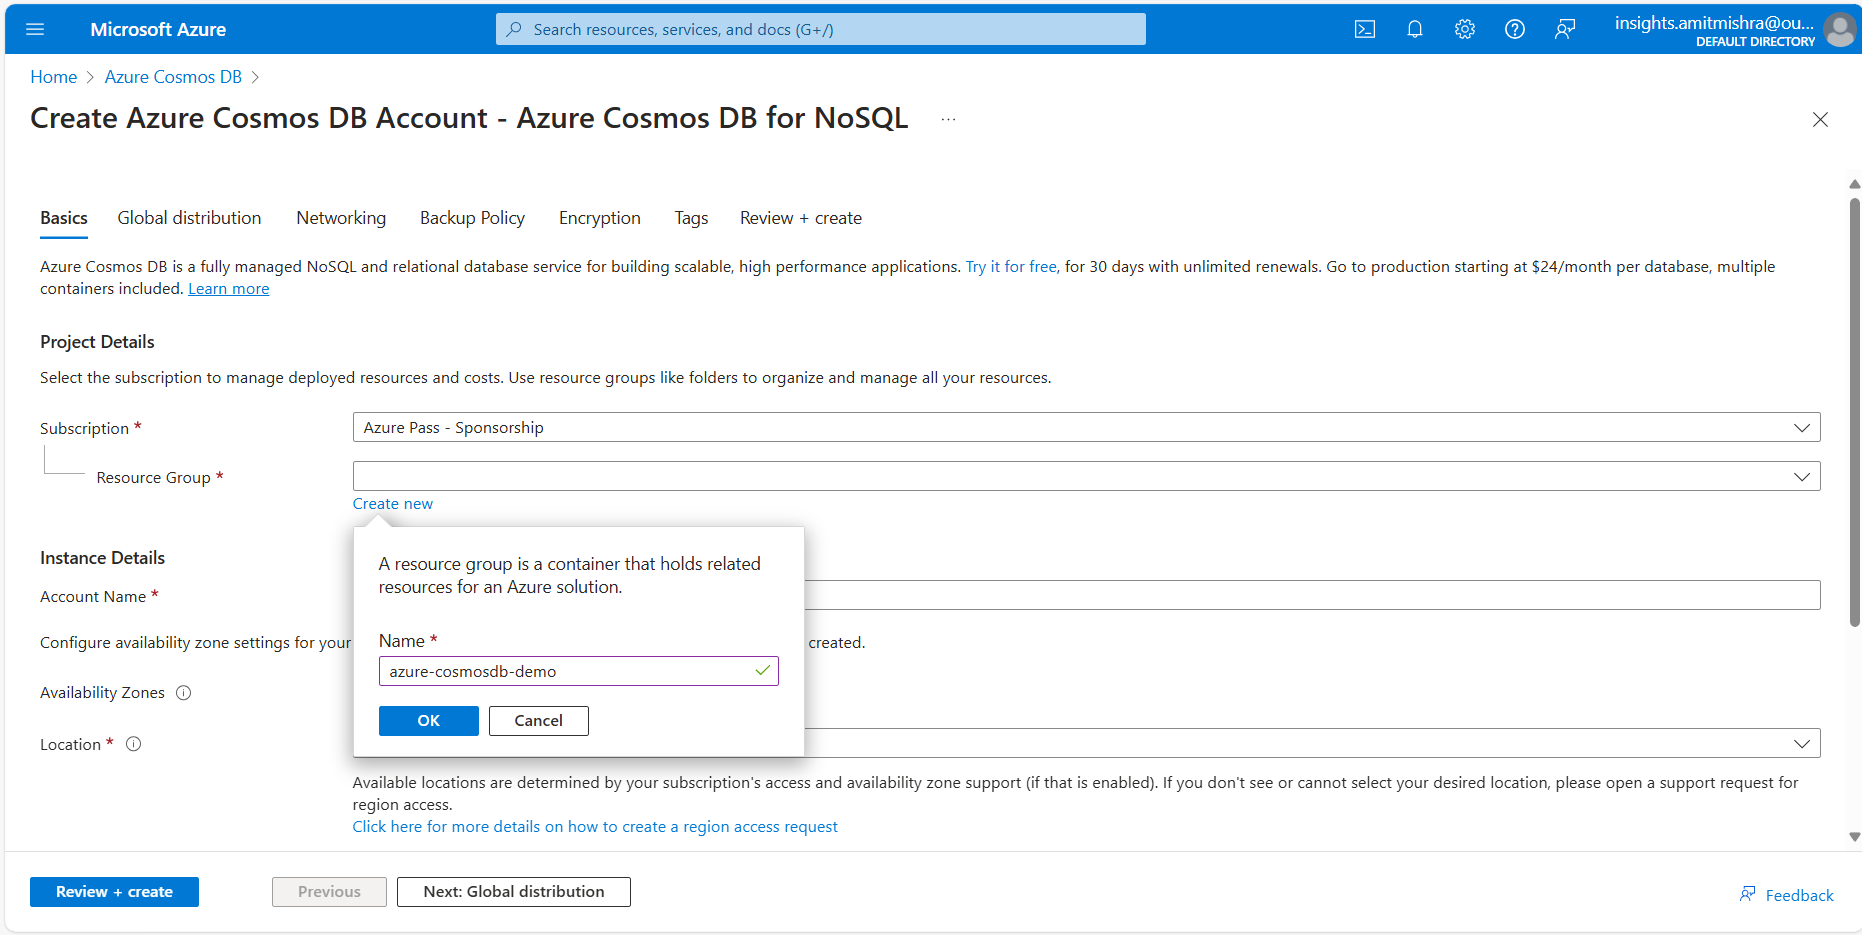 Microsoft Azure
Search resources, services, and docs (G+/)
insights.amitmishra@ou...
DEFAULT DIRECTORY
Home > Azure Cosmos DB >
Create Azure Cosmos DB Account - Azure Cosmos DB for NoSQL ...
Basics Global distribution Networking Backup Policy Encryption Tags Review + create
Azure Cosmos DB is a fully managed NoSQL and relational database service for building scalable, high performance applications. Try it for free, for 30 days with unlimited renewals. Go to production starting at $24/month per database, multiple
containers included. Learn more
Project Details
Select the subscription to manage deployed resources and costs. Use resource groups like folders to organize and manage all your resources.
Subscription *
Azure Pass - Sponsorship
Resource Group *
Create new
A resource group is a container that holds related
resources for an Azure solution.
Name *
azure-cosmosdb-demo
OK Cancel
Instance Details
Account Name *
Configure availability zone settings for your created.
Availability Zones
Location *
Available locations are determined by your subscription's access and availability zone support (if that is enabled). If you don't see or cannot select your desired location, please open a support request for
region access.
Click here for more details on how to create a region access request
Review + create Previous Next: Global distribution Feedback